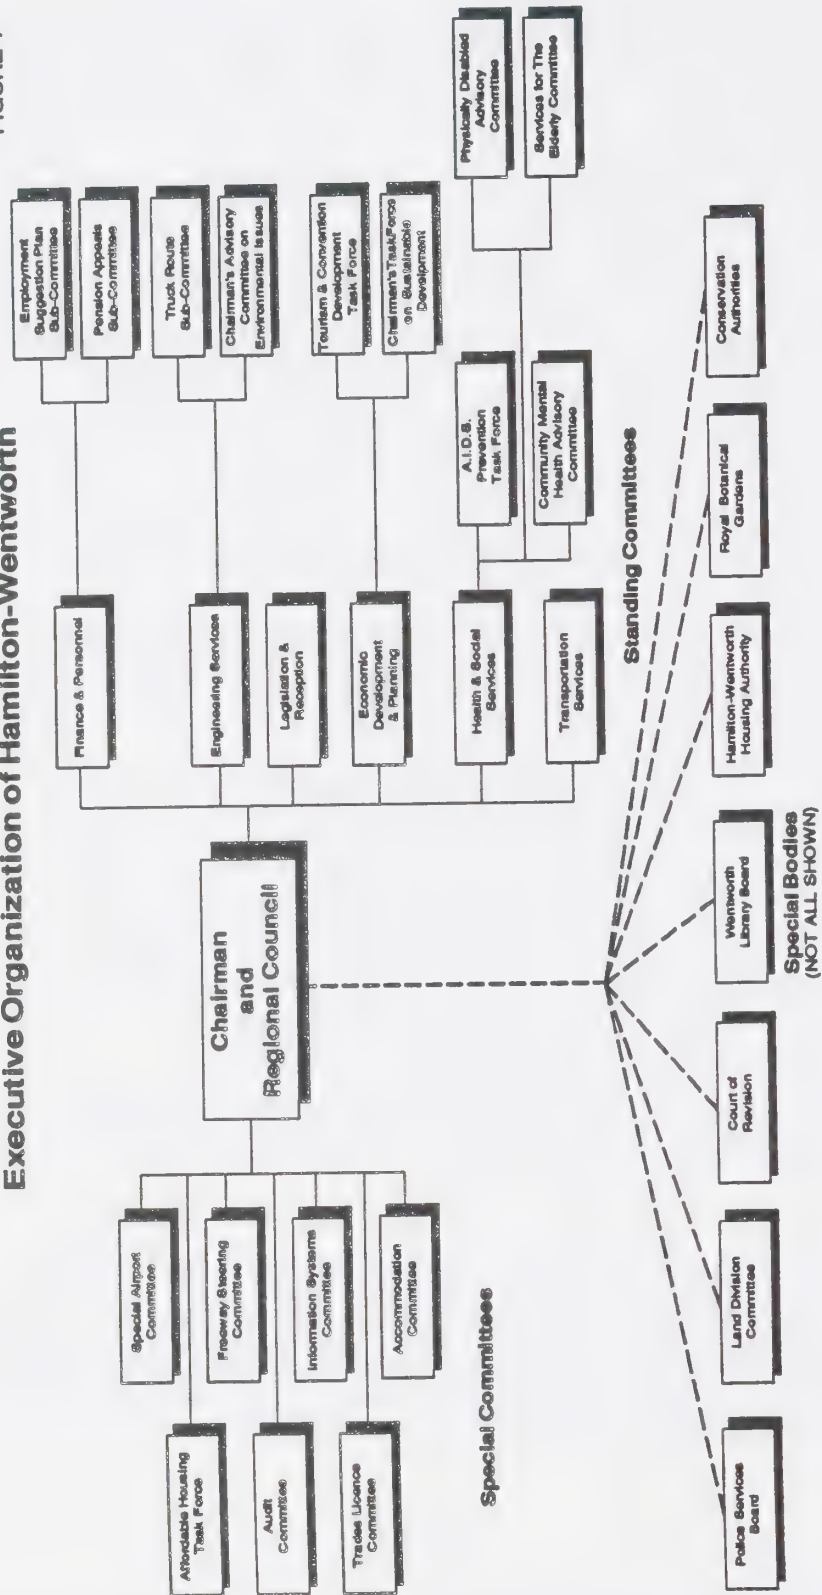 Executive Organization of Hamilton-Wentworth
Special Airport
Committee
Affordable Housing
Task Force
Freeway Steering
Committee
Audit
Committee
Information Systems
Committee
Trades Licence
Committee
Accommodation
Committee
Special Committees
Chairman
and
Regional Council
Finance & Personnel
Employment
Suggestion Plan
Sub-Committee
Pension Appeals
Sub-Committee
Engineering Services
Truck Route
Sub-Committee
Chairman's Advisory
Committee on
Environmental Issues
Legislation &
Reception
Economic
Development
& Planning
Tourism & Convention
Development
Task Force
Chairmen's TaskForce
on Sustainable
Development
Health & Social
Services
A.I.D.S.
Prevention
Task Force
Community Mental
Health Advisory
Committee
Physically Disabled
Advisory
Committee
Services for The
Elderly Committee
Transportation
Services
Standing Committees
Police Services
Board
Land Division
Committee
Court of
Revision
Wentworth
Library Board
Hamilton-Wentworth
Housing Authority
Royal Botanical
Gardens
Conservation
Authorities
Special Bodies
(NOT ALL SHOWN)